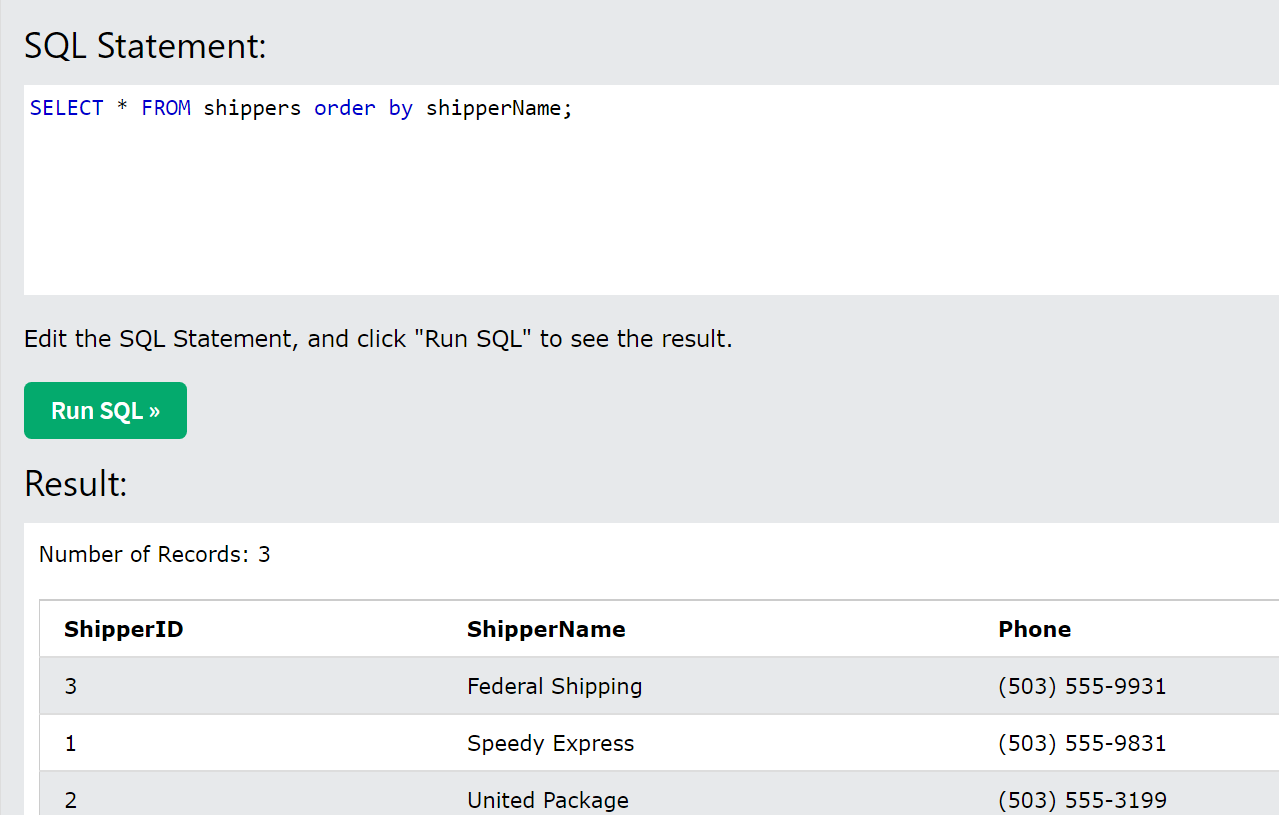 SQL Statement:
SELECT * FROM shippers order by shipperName;
Edit the SQL Statement, and click "Run SQL" to see the result.
Run SQL »
Result:
Number of Records: 3
ShipperID ShipperName Phone
3 Federal Shipping (503) 555-9931
1 Speedy Express (503) 555-9831
2 United Package (503) 555-3199